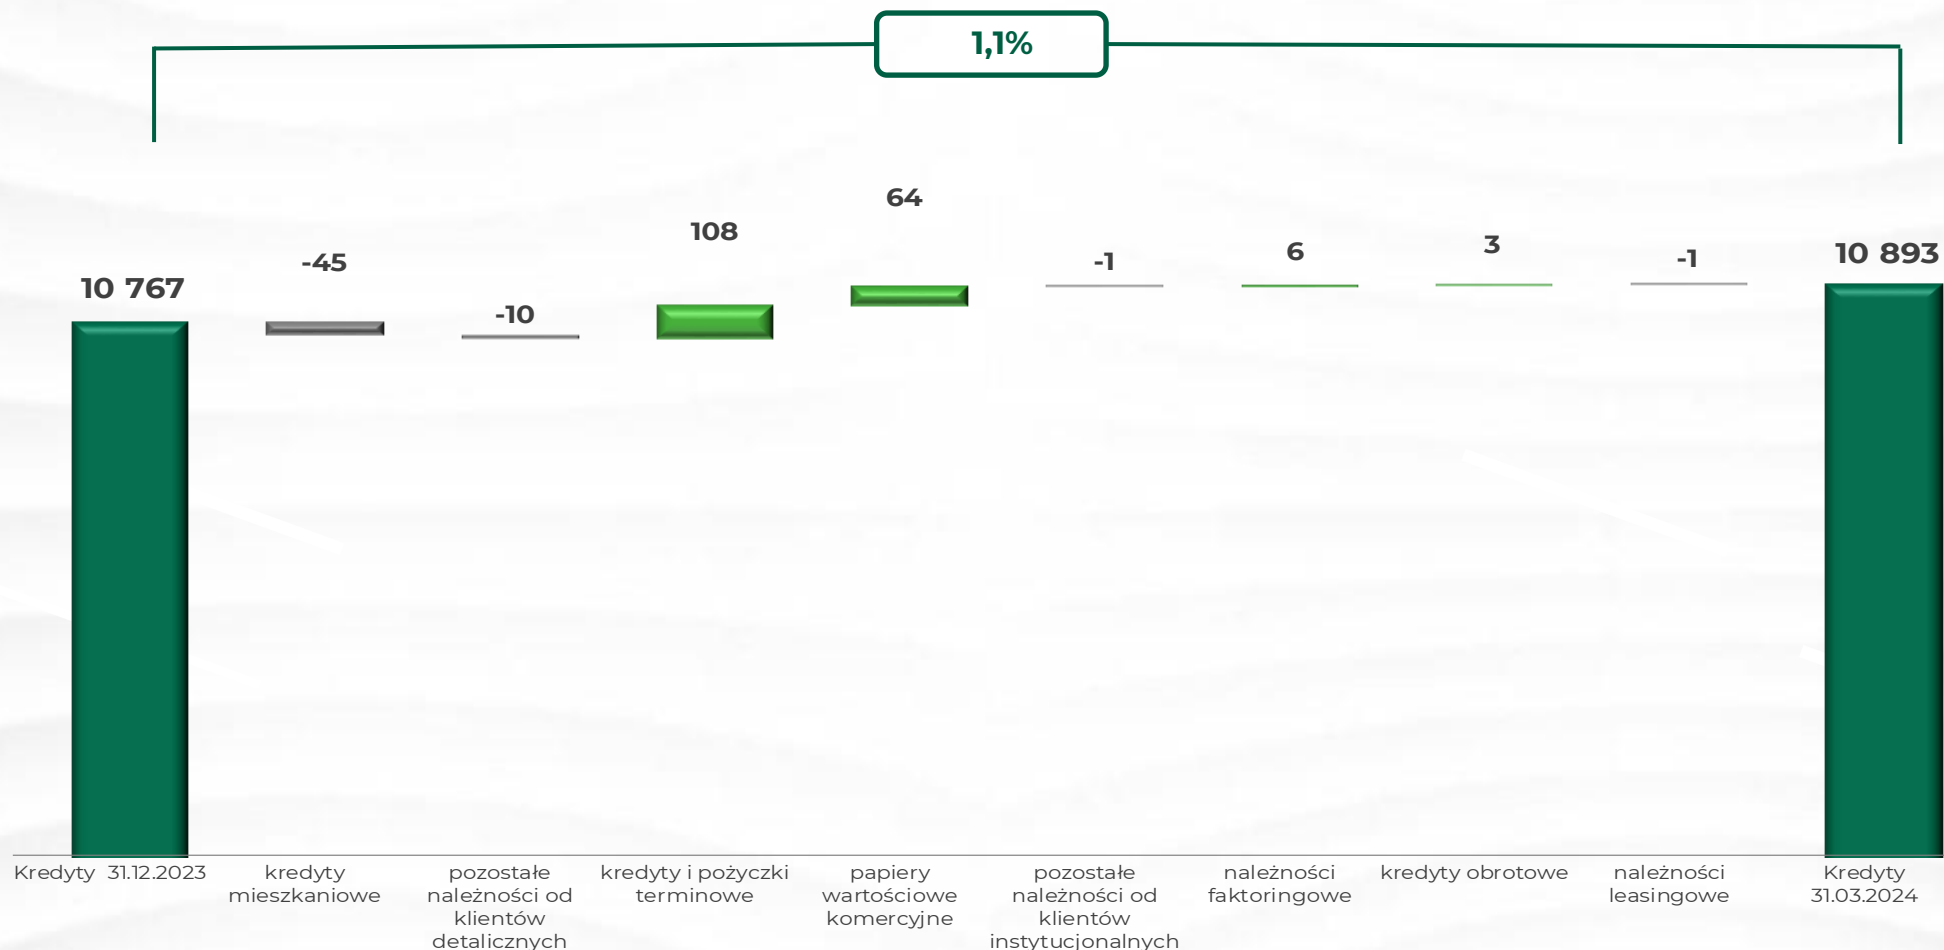 1,1%
64
108
3
6
-45
-1
-1
10 893
10 767
-10
Kredyty 31.12.2023
kredyty
mieszkaniowe
pozostałe
należności od
klientów
detalicznych
kredyty i pożyczki
terminowe
papiery
wartościowe
komercyjne
pozostałe
należności od
klientów
instytucjonalnych
należności
faktoringowe
kredyty obrotowe
należności
leasingowe
Kredyty
31.03.2024